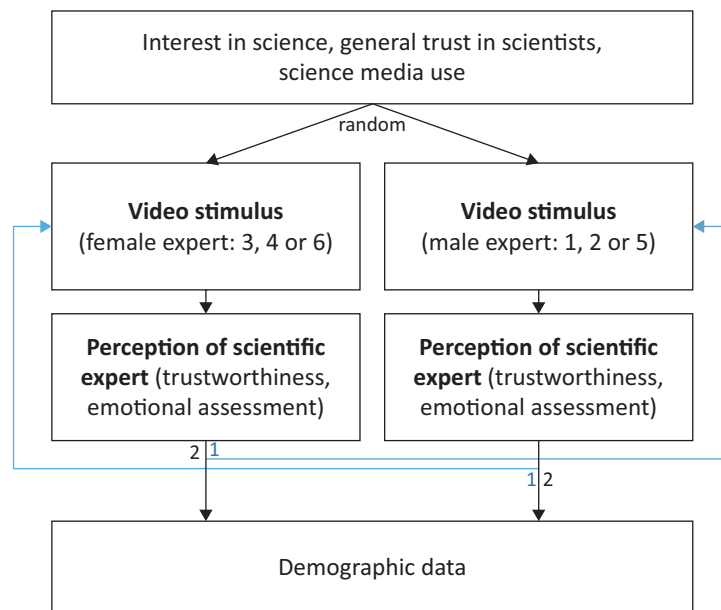 Interest in science, general trust in scientists,
science media use
random
Video stimulus
(female expert: 3, 4 or 6)
Video stimulus
(male expert: 1, 2 or 5)
Perception of scientific
expert (trustworthiness,
emotional assessment)
Perception of scientific
expert (trustworthiness,
emotional assessment)
2 1
1 2
Demographic data